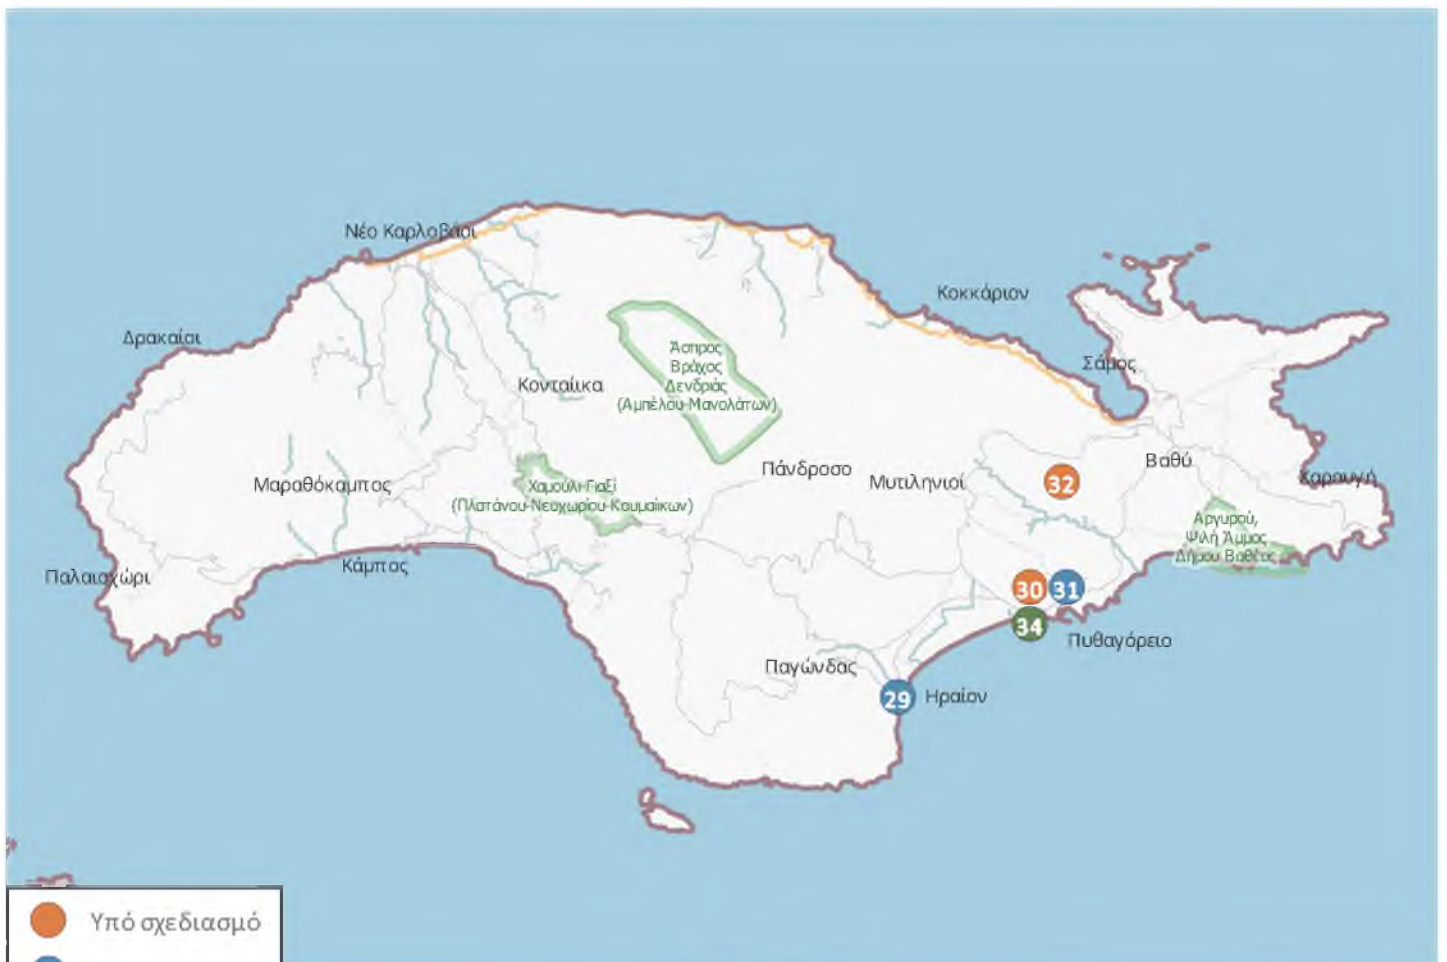 Νέο Καρλοβάσι
Κοκκάριον
Δρακαίοι
Άσπρος
Βράχος
Δενδριάς
(Αμπέλου-Μανολάτων)
Σάμος
Κονταίικα
Πάνδροσο
Μυτιληνιοί
32
Βαθύ
Χαραυγή
Μαραθόκαμπος
Χαμούλι-Γιαξί
(Πλατάνου-Νεοχωρίου-Κουμαίικων)
Αργυρού,
Ψιλή Άμμος
Δήμου Βαθέος
Κάμπος
Παλαιοχώρι
30 31
34
Πυθαγόρειο
Παγώνδας
29 Ηραίον
Υπό σχεδιασμό